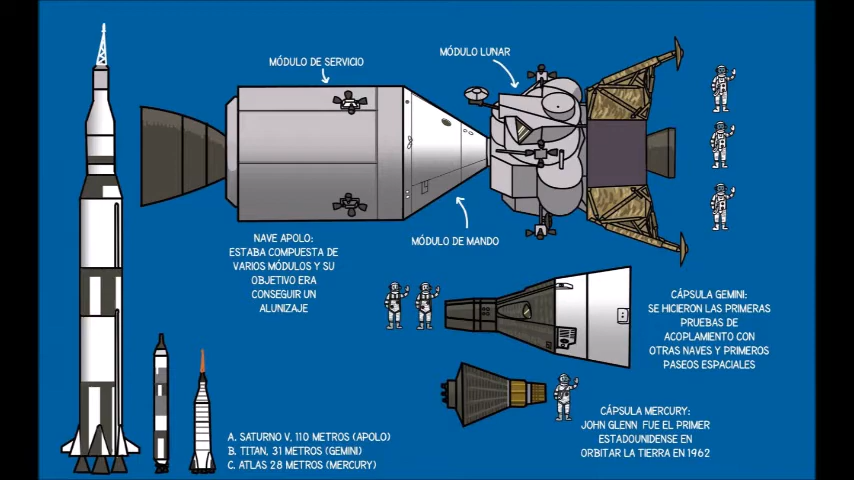 MÓDULO DE SERVICIO
MÓDULO LUNAR
MÓDULO DE MANDO
NAVE APOLO:
ESTABA COMPUESTA DE
VARIOS MÓDULOS Y SU
OBJETIVO ERA
CONSEGUIR UN
ALUNIZAJE
CÁPSULA GEMINI:
SE HICIERON LAS PRIMERAS
PRUEBAS DE
ACOPLAMIENTO CON
OTRAS NAVES Y PRIMEROS
PASEOS ESPACIALES
CÁPSULA MERCURY:
JOHN GLENN FUE EL PRIMER
ESTADOUNIDENSE EN
ORBITAR LA TIERRA EN 1962
A. SATURNO V, 110 METROS (APOLO)
B. TITAN, 31 METROS (GEMINI)
C. ATLAS 28 METROS (MERCURY)